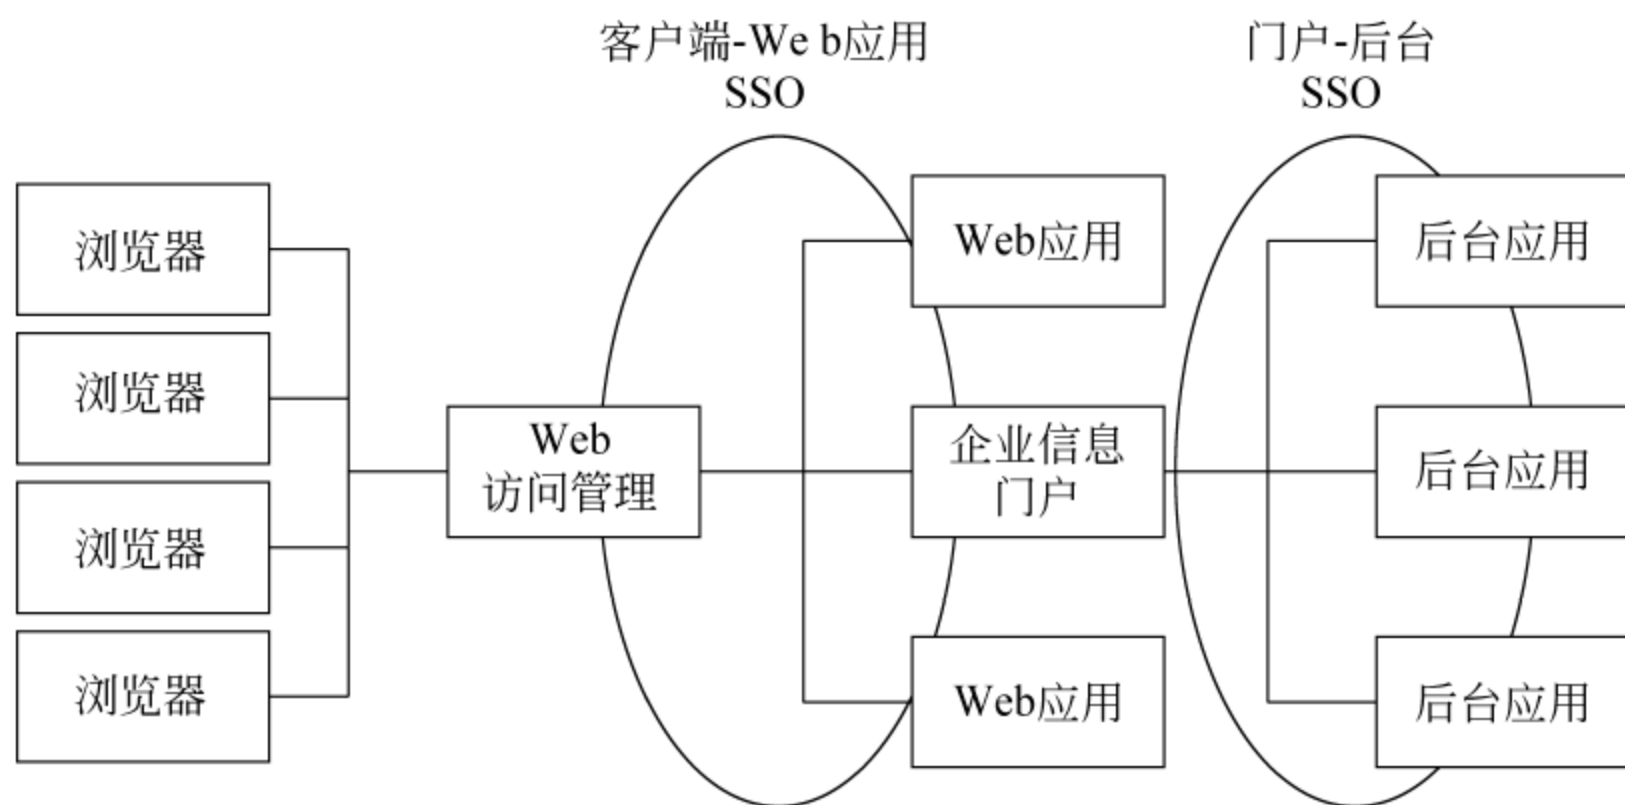 客户端-We b应用
SSO
门户-后台
SSO
浏览器
浏览器
浏览器
浏览器
Web
访问管理
Web应用
企业信息
门户
Web应用
后台应用
后台应用
后台应用